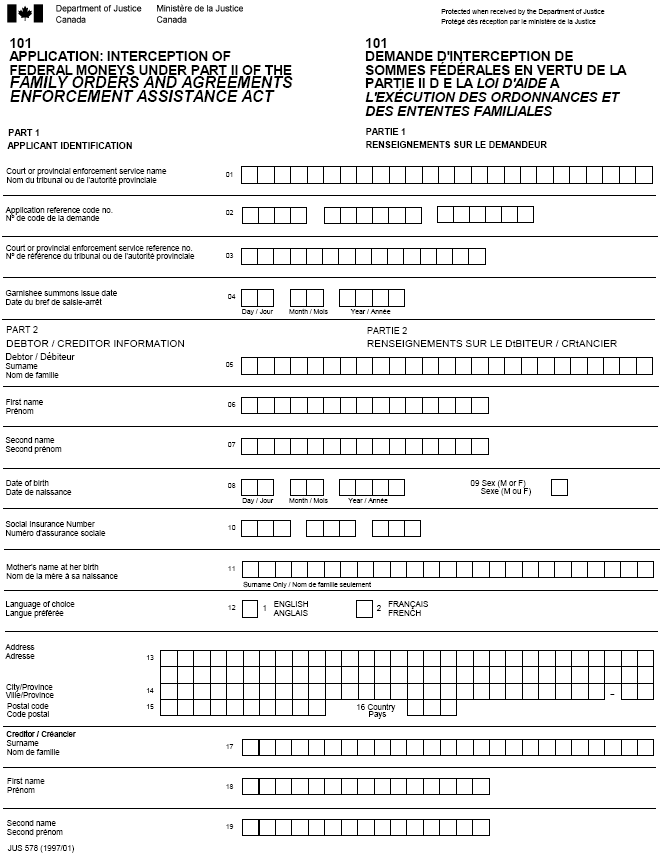 Department of Justice
Canada
Ministère de la Justice
Canada
Protected when received by the Department of Justice
Protégé dès réception par le ministère de la Justice
101
APPLICATION: INTERCEPTION OF
FEDERAL MONEYS UNDER PART II OF THE
FAMILY ORDERS AND AGREEMENTS
ENFORCEMENT ASSISTANCE ACT
101
DEMANDE D'INTERCEPTION DE
SOMMES FÉDÉRALES EN VERTU DE LA
PARTIE II D E LA LOI D'AIDE A
L'EXÉCUTION DES ORDONNANCES ET
DES ENTENTES FAMILIALES
PART 1
APPLICANT IDENTIFICATION
PARTIE 1
RENSEIGNEMENTS SUR LE DEMANDEUR
Court or provincial enforcement service name
Nom du tribunal ou de l'autorité provinciale
01
Application reference code no.
Nº de code de la demande
02
Court or provincial enforcement service reference no.
Nº de référence du tribunal ou de l'autorité provinciale
03
Garnishee summons issue date
Date du bref de saisie-arrêt
04
Day / Jour Month / Mois Year / Année
PART 2
DEBTOR / CREDITOR INFORMATION
PARTIE 2
RENSEIGNEMENTS SUR LE DtBITEUR / CRtANCIER
Debtor / Débiteur
Surname
Nom de famille
05
First name
Prénom
06
Second name
Second prénom
07
Date of birth
Date de naissance
08
Day / Jour Month / Mois Year / Année
09 Sex (M or F)
Sexe (M ou F)
Social Insurance Number
Numéro d'assurance sociale
10
Mother's name at her birth
Nom de la mère à sa naissance
11
Surname Only / Nom de famille seulement
Language of choice
Langue préférée
12
1 ENGLISH
ANGLAIS
2 FRANÇAIS
FRENCH
Address
Adresse
13
City/Province
Ville/Province
14
–
Postal code
Code postal
15
16 Country
Pays
Creditor / Créancier
Surname
Nom de famille
17
First name
Prénom
18
Second name
Second prénom
19
JUS 578 (1997/01)